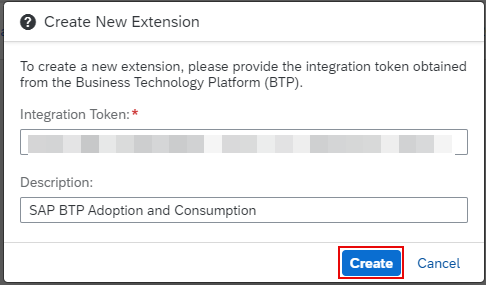 Create New Extension
To create a new extension, please provide the integration token obtained
from the Business Technology Platform (BTP).
Integration Token:*
Description:
SAP BTP Adoption and Consumption
Create Cancel